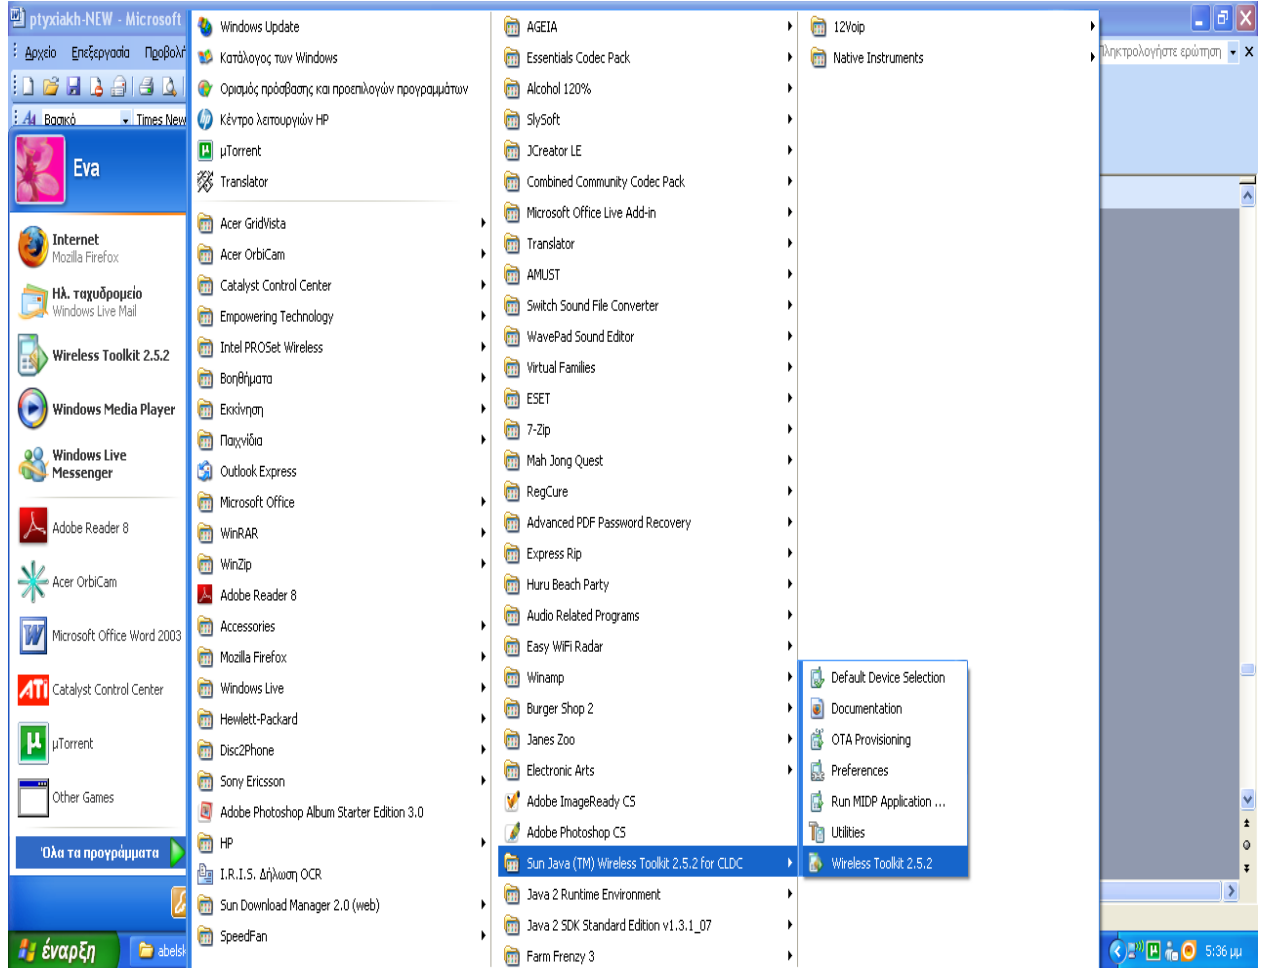 ptyxiakh-NEW - Microsoft
Αρχείο Επεξεργασία Προβολή
Πληκτρολογήστε ερώτηση
Βασικό Times New
Eva
Internet
Mozilla Firefox
Ηλ. ταχυδρομείο
Windows Live Mail
Wireless Toolkit 2.5.2
Windows Media Player
Windows Live
Messenger
Adobe Reader 8
Acer OrbiCam
Microsoft Office Word 2003
Catalyst Control Center
µTorrent
Other Games
Όλα τα προγράμματα
έναρξη
abelsk
Windows Update
Κατάλογος των Windows
Ορισμός πρόσβασης και προεπιλογών προγραμμάτων
Κέντρο λειτουργιών HP
µTorrent
Translator
Acer GridVista
Acer OrbiCam
Catalyst Control Center
Empowering Technology
Intel PROSet Wireless
Βοηθήματα
Εκκίνηση
Παιχνίδια
Outlook Express
Microsoft Office
WinRAR
WinZip
Adobe Reader 8
Accessories
Mozilla Firefox
Windows Live
Hewlett-Packard
Disc2Phone
Sony Ericsson
Adobe Photoshop Album Starter Edition 3.0
HP
I.R.I.S. Δήλωση OCR
Sun Download Manager 2.0 (web)
SpeedFan
AGEIA
Essentials Codec Pack
Alcohol 120%
SlySoft
JCreator LE
Combined Community Codec Pack
Microsoft Office Live Add-in
Translator
AMUST
Switch Sound File Converter
WavePad Sound Editor
Virtual Families
ESET
7-Zip
Mah Jong Quest
RegCure
Advanced PDF Password Recovery
Express Rip
Huru Beach Party
Audio Related Programs
Easy WiFi Radar
Winamp
Burger Shop 2
Janes Zoo
Electronic Arts
Adobe ImageReady CS
Adobe Photoshop CS
Sun Java (TM) Wireless Toolkit 2.5.2 for CLDC
Java 2 Runtime Environment
Java 2 SDK Standard Edition v1.3.1_07
Farm Frenzy 3
12Voip
Native Instruments
Default Device Selection
Documentation
OTA Provisioning
Preferences
Run MIDP Application ...
Utilities
Wireless Toolkit 2.5.2
5:36 μμ